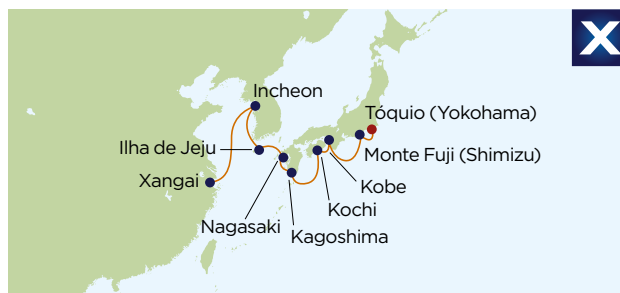 X
Incheon
Tóquio (Yokohama)
Ilha de Jeju
Monte Fuji (Shimizu)
Xangai
Kobe
Kochi
Nagasaki
Kagoshima